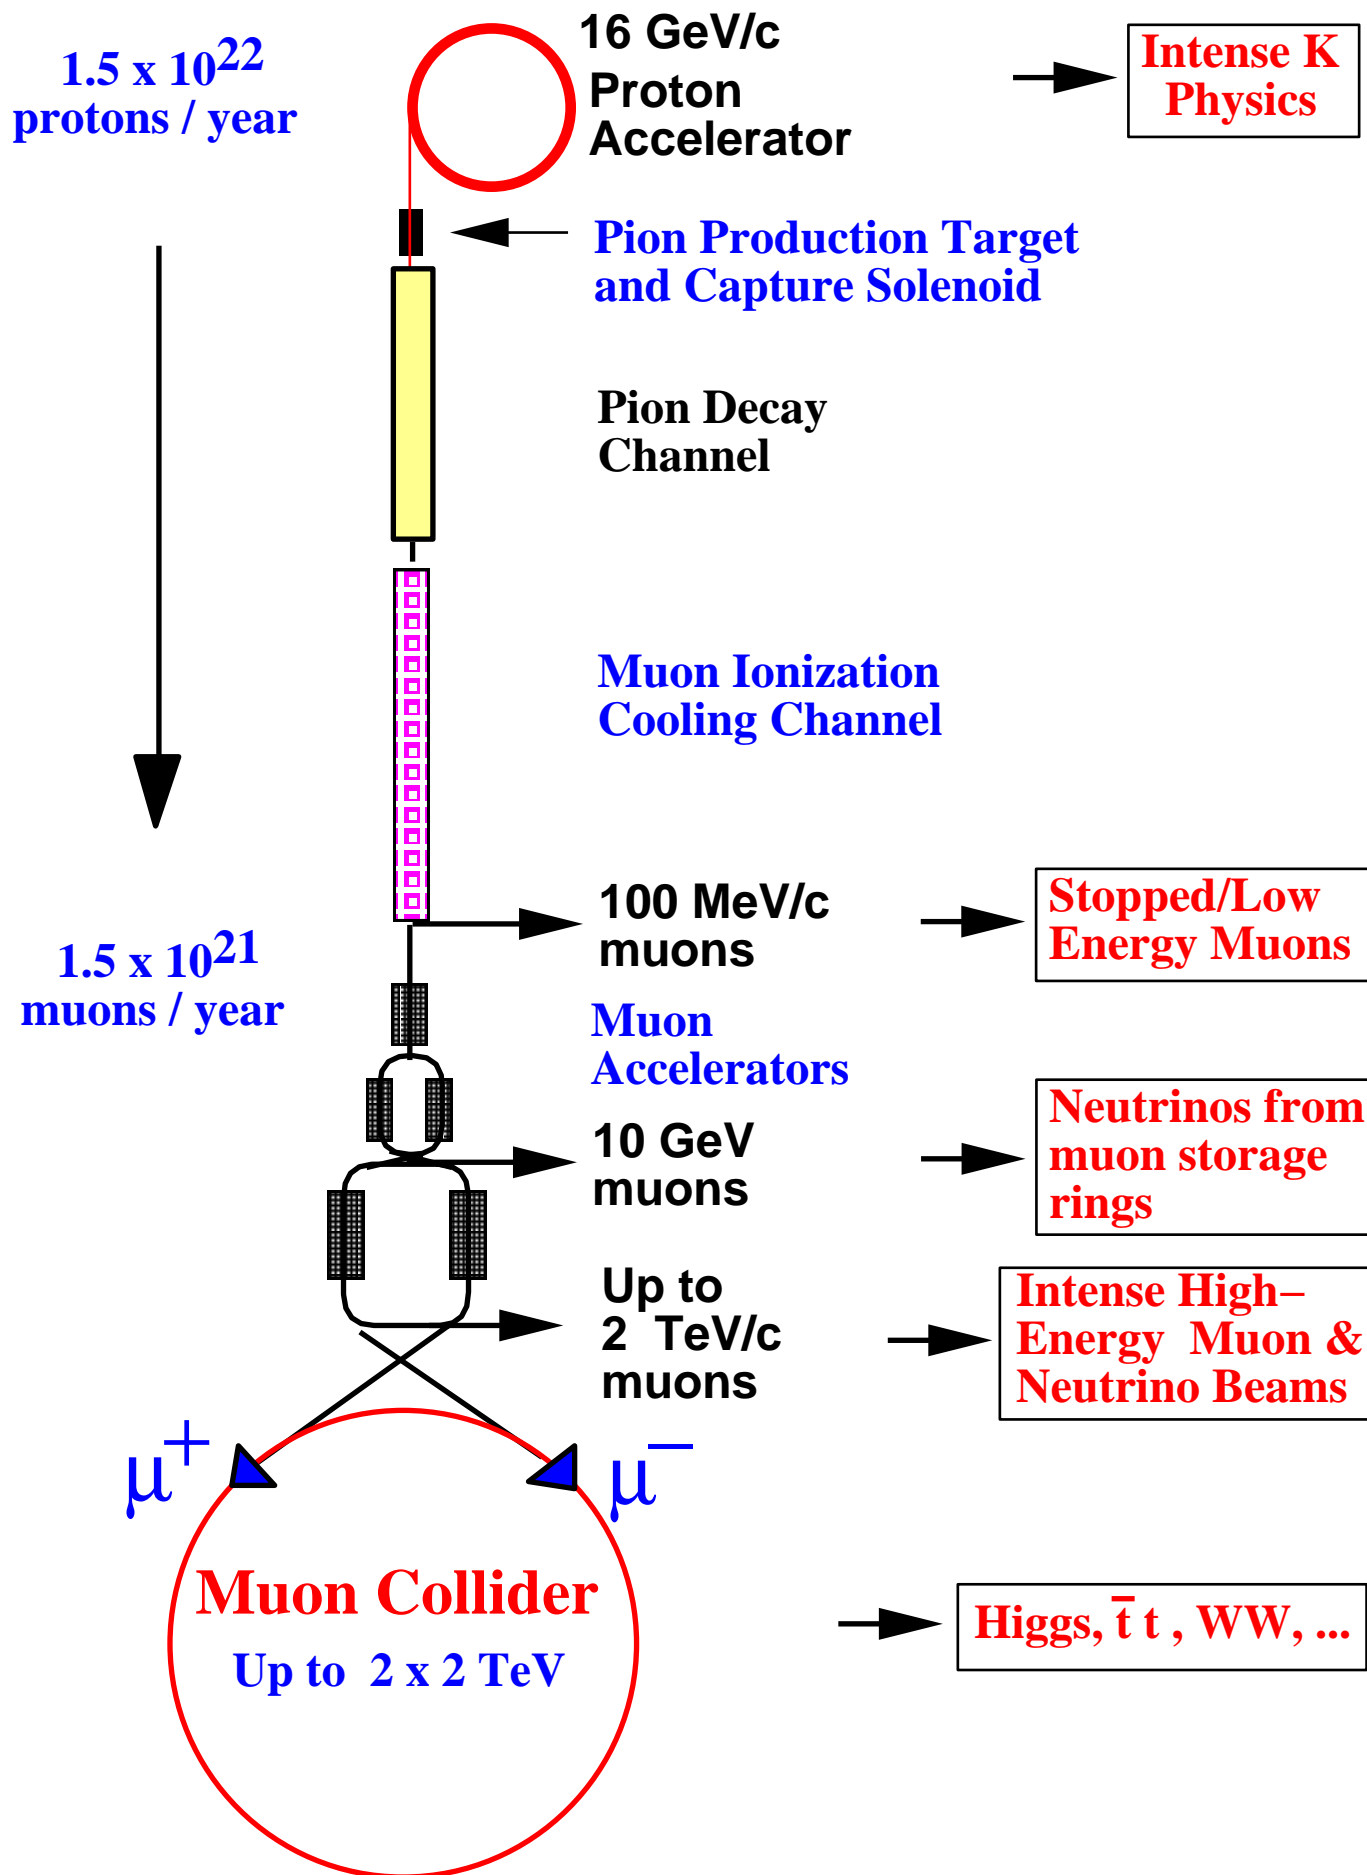 1.5 x 10^22
protons / year
16 GeV/c
Proton
Accelerator
Intense K
Physics
Pion Production Target
and Capture Solenoid
Pion Decay
Channel
Muon Ionization
Cooling Channel
100 MeV/c
muons
Stopped/Low
Energy Muons
1.5 x 10^21
muons / year
Muon
Accelerators
10 GeV
muons
Neutrinos from
muon storage
rings
Up to
2 TeV/c
muons
Intense High–
Energy Muon &
Neutrino Beams
μ+
μ−
Muon Collider
Up to 2 x 2 TeV
Higgs, t̄ t , WW, ...